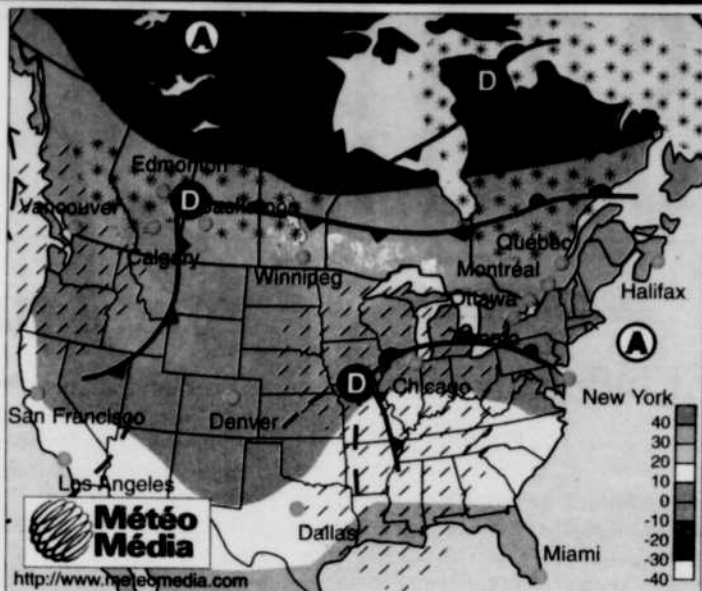 A
D
Edmonton
D
Saskatoon
Vancouver
Calgary
Québec
Winnipeg
Montréal
Ottawa
Halifax
A
D
Chicago
New York
San Francisco
Denver
Los Angeles
Dallas
Miami
40
30
20
10
0
-10
-20
-30
-40
Météo
Média
http://www.meteomedia.com